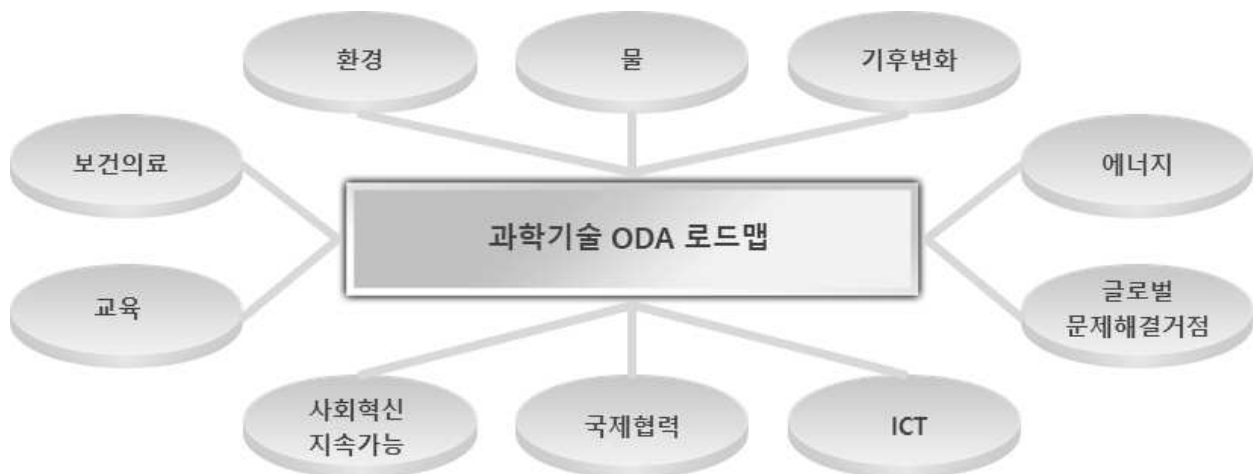 환경
물
기후변화
보건의료
에너지
과학기술 ODA 로드맵
교육
글로벌
문제해결거점
사회혁신
지속가능
국제협력
ICT